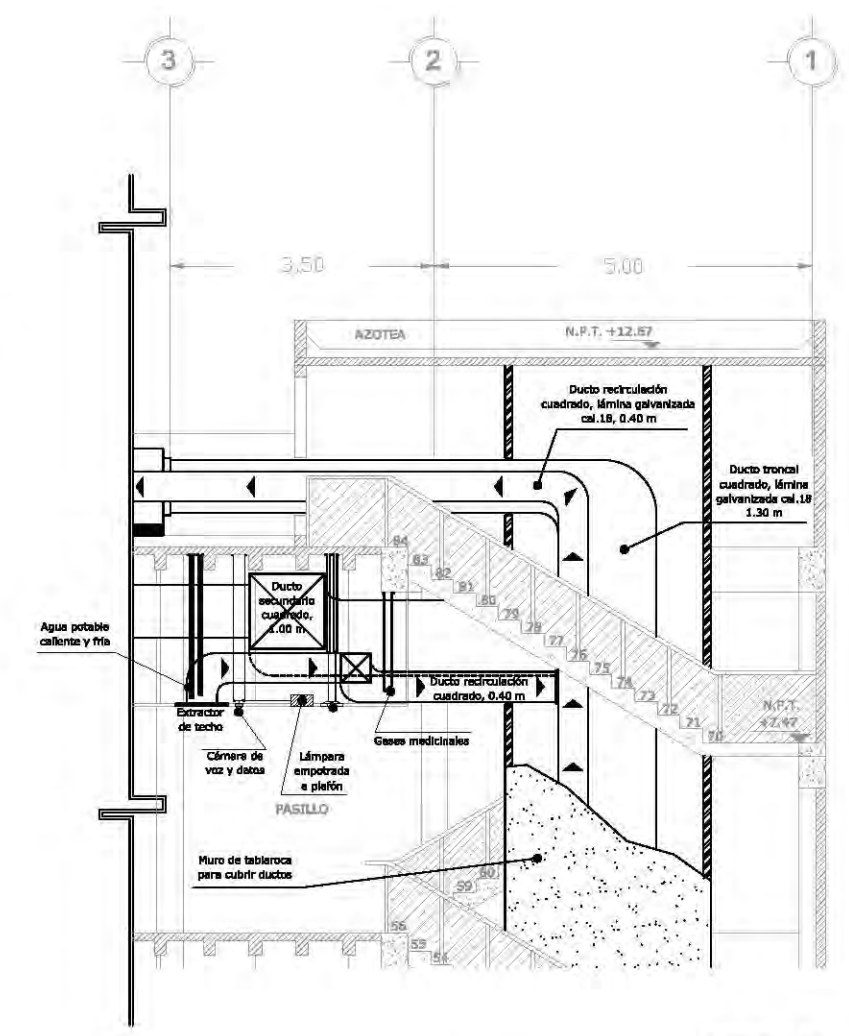 3
2
1
3.50
5.00
AZOTEA
N.P.T. +12.67
Ducto recirculación
cuadrado, lámina galvanizada
cal.18, 0.40 m
Ducto troncal
cuadrado, lámina
galvanizada cal.18
1.30 m
84
83
82
81
80
79
78
77
76
75
74
73
72
71
70
Ducto
secundario
cuadrado,
1.00 m
Agua potable
caliente y fría
Ducto recirculación
cuadrado, 0.40 m
N.P.T.
+7.47
Extractor
de techo
Gases medicinales
Cámara de
voz y datos
Lámpara
empotrada
a plafón
PASILLO
Muro de tablaroca
para cubrir ductos
60
59
56
55
54